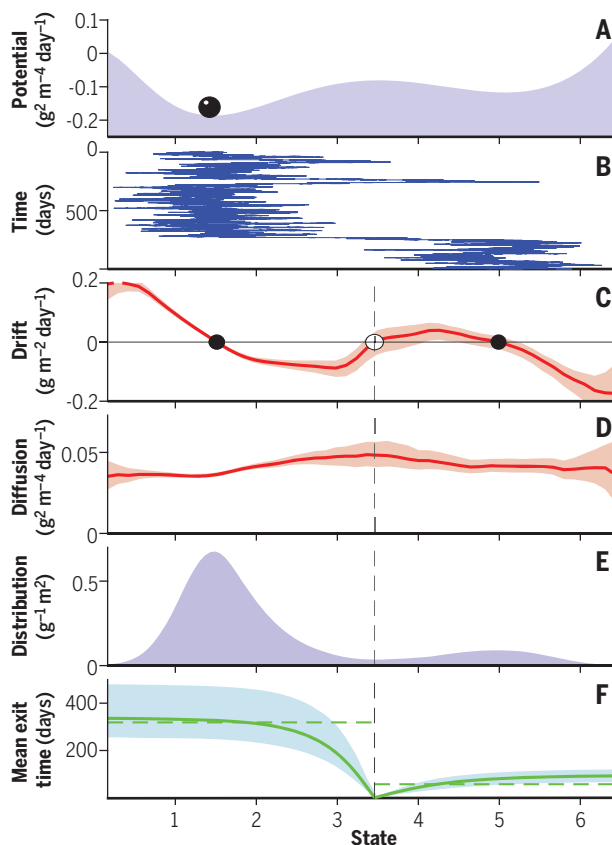 A
Potential
(g² m⁻⁴ day⁻¹)
0.1
0
-0.1
-0.2
B
Time
(days)
0
500
C
Drift
(g m⁻² day⁻¹)
0.2
0
-0.2
D
Diffusion
(g² m⁻⁴ day⁻¹)
0.05
0
E
Distribution
(g⁻¹ m²)
0.5
0
F
Mean exit
time (days)
400
200
1 2 3 4 5 6
State